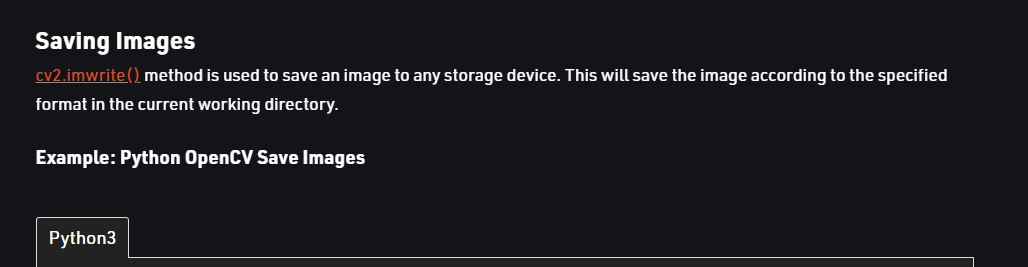 Saving Images
cv2.imwrite() method is used to save an image to any storage device. This will save the image according to the specified
format in the current working directory.
Example: Python OpenCV Save Images
Python3